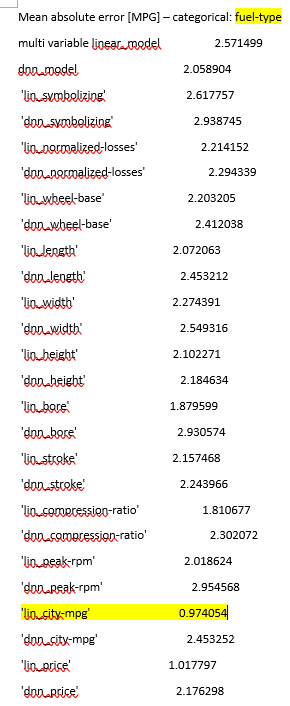 Mean absolute error [MPG] – categorical: fuel-type
multi variable linear_model 2.571499
dnn_model 2.058904
'lin_symbolizing' 2.617757
'dnn_symbolizing' 2.938745
'lin_normalized-losses' 2.214152
'dnn_normalized-losses' 2.294339
'lin_wheel-base' 2.203205
'dnn_wheel-base' 2.412038
'lin_length' 2.072063
'dnn_length' 2.453212
'lin_width' 2.274391
'dnn_width' 2.549316
'lin_height' 2.102271
'dnn_height' 2.184634
'lin_bore' 1.879599
'dnn_bore' 2.930574
'lin_stroke' 2.157468
'dnn_stroke' 2.243966
'lin_compression-ratio' 1.810677
'dnn_compression-ratio' 2.302072
'lin_peak-rpm' 2.018624
'dnn_peak-rpm' 2.954568
'lin_city-mpg' 0.974054
'dnn_city-mpg' 2.453252
'lin_price' 1.017797
'dnn_price' 2.176298